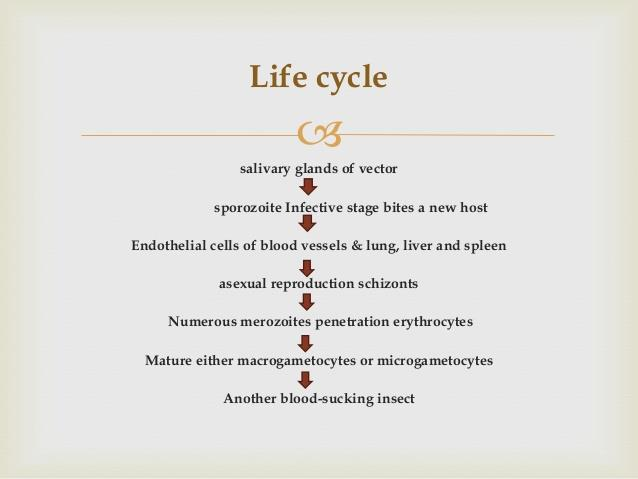 Life cycle
salivary glands of vector
sporozoite Infective stage bites a new host
Endothelial cells of blood vessels & lung, liver and spleen
asexual reproduction schizonts
Numerous merozoites penetration erythrocytes
Mature either macrogametocytes or microgametocytes
Another blood-sucking insect